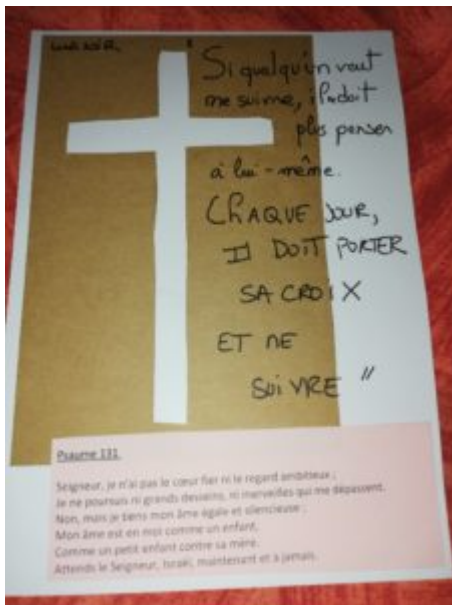 "Si quelqu'un veut
me suivre, il doit
plus penser
à lui-même.
CHAQUE JOUR,
IL DOIT PORTER
SA CROIX
ET ME
SUIVRE"
Psaume 131
Seigneur, je n'ai pas le cœur fier ni le regard ambitieux ;
Je ne poursuis ni grands desseins, ni merveilles qui me dépassent.
Non, mais je tiens mon âme égale et silencieuse ;
Mon âme est en moi comme un enfant,
Comme un petit enfant contre sa mère.
Attends le Seigneur, Israël, maintenant et à jamais.